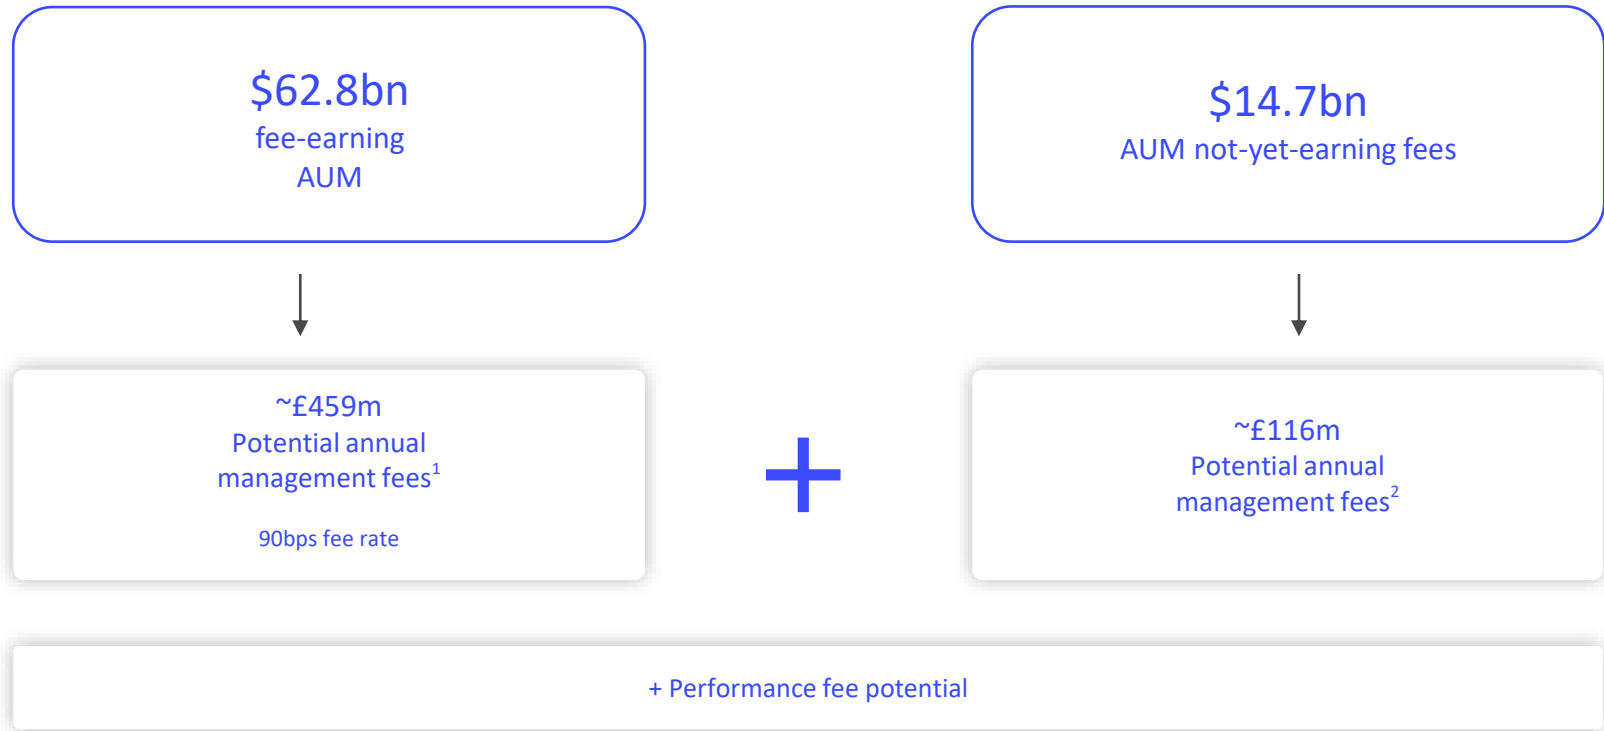 $62.8bn
fee-earning
AUM
$14.7bn
AUM not-yet-earning fees
~£459m
Potential annual
management fees1
90bps fee rate
+
~£116m
Potential annual
management fees2
+ Performance fee potential